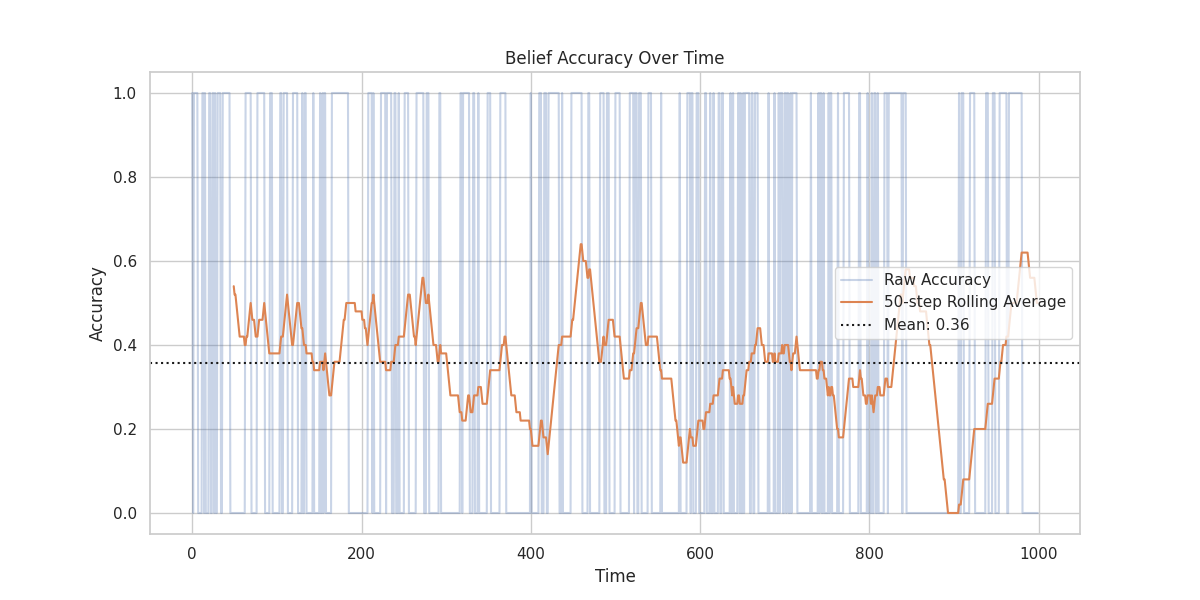 Belief Accuracy Over Time
1.0
0.8
0.6
0.4
0.2
0.0
Accuracy
Raw Accuracy
50-step Rolling Average
Mean: 0.36
0 200 400 600 800 1000
Time